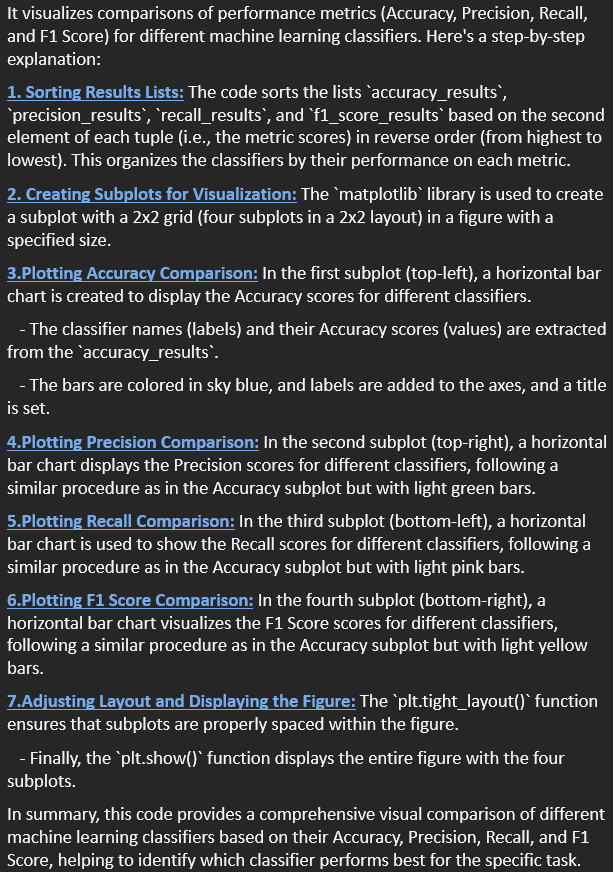 It visualizes comparisons of performance metrics (Accuracy, Precision, Recall,
and F1 Score) for different machine learning classifiers. Here's a step-by-step
explanation:
1. Sorting Results Lists: The code sorts the lists `accuracy_results`,
`precision_results`, `recall_results`, and `f1_score_results` based on the second
element of each tuple (i.e., the metric scores) in reverse order (from highest to
lowest). This organizes the classifiers by their performance on each metric.
2. Creating Subplots for Visualization: The `matplotlib` library is used to create
a subplot with a 2x2 grid (four subplots in a 2x2 layout) in a figure with a
specified size.
3.Plotting Accuracy Comparison: In the first subplot (top-left), a horizontal bar
chart is created to display the Accuracy scores for different classifiers.
- The classifier names (labels) and their Accuracy scores (values) are extracted
from the `accuracy_results`.
- The bars are colored in sky blue, and labels are added to the axes, and a title
is set.
4.Plotting Precision Comparison: In the second subplot (top-right), a horizontal
bar chart displays the Precision scores for different classifiers, following a
similar procedure as in the Accuracy subplot but with light green bars.
5.Plotting Recall Comparison: In the third subplot (bottom-left), a horizontal
bar chart is used to show the Recall scores for different classifiers, following a
similar procedure as in the Accuracy subplot but with light pink bars.
6.Plotting F1 Score Comparison: In the fourth subplot (bottom-right), a
horizontal bar chart visualizes the F1 Score scores for different classifiers,
following a similar procedure as in the Accuracy subplot but with light yellow
bars.
7.Adjusting Layout and Displaying the Figure: The `plt.tight_layout()` function
ensures that subplots are properly spaced within the figure.
- Finally, the `plt.show()` function displays the entire figure with the four
subplots.
In summary, this code provides a comprehensive visual comparison of different
machine learning classifiers based on their Accuracy, Precision, Recall, and F1
Score, helping to identify which classifier performs best for the specific task.